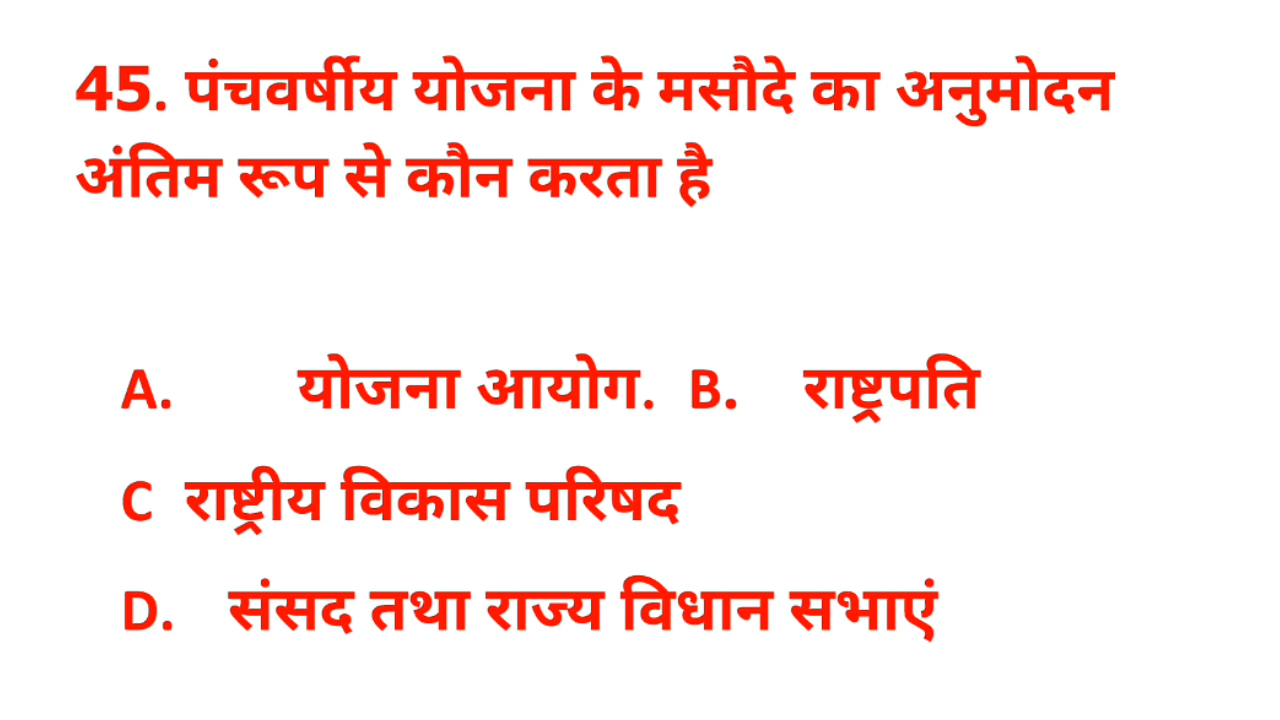 45. पंचवर्षीय योजना के मसौदे का अनुमोदन
अंतिम रूप से कौन करता है
A. योजना आयोग. B. राष्ट्रपति
C राष्ट्रीय विकास परिषद
D. संसद तथा राज्य विधान सभाएं